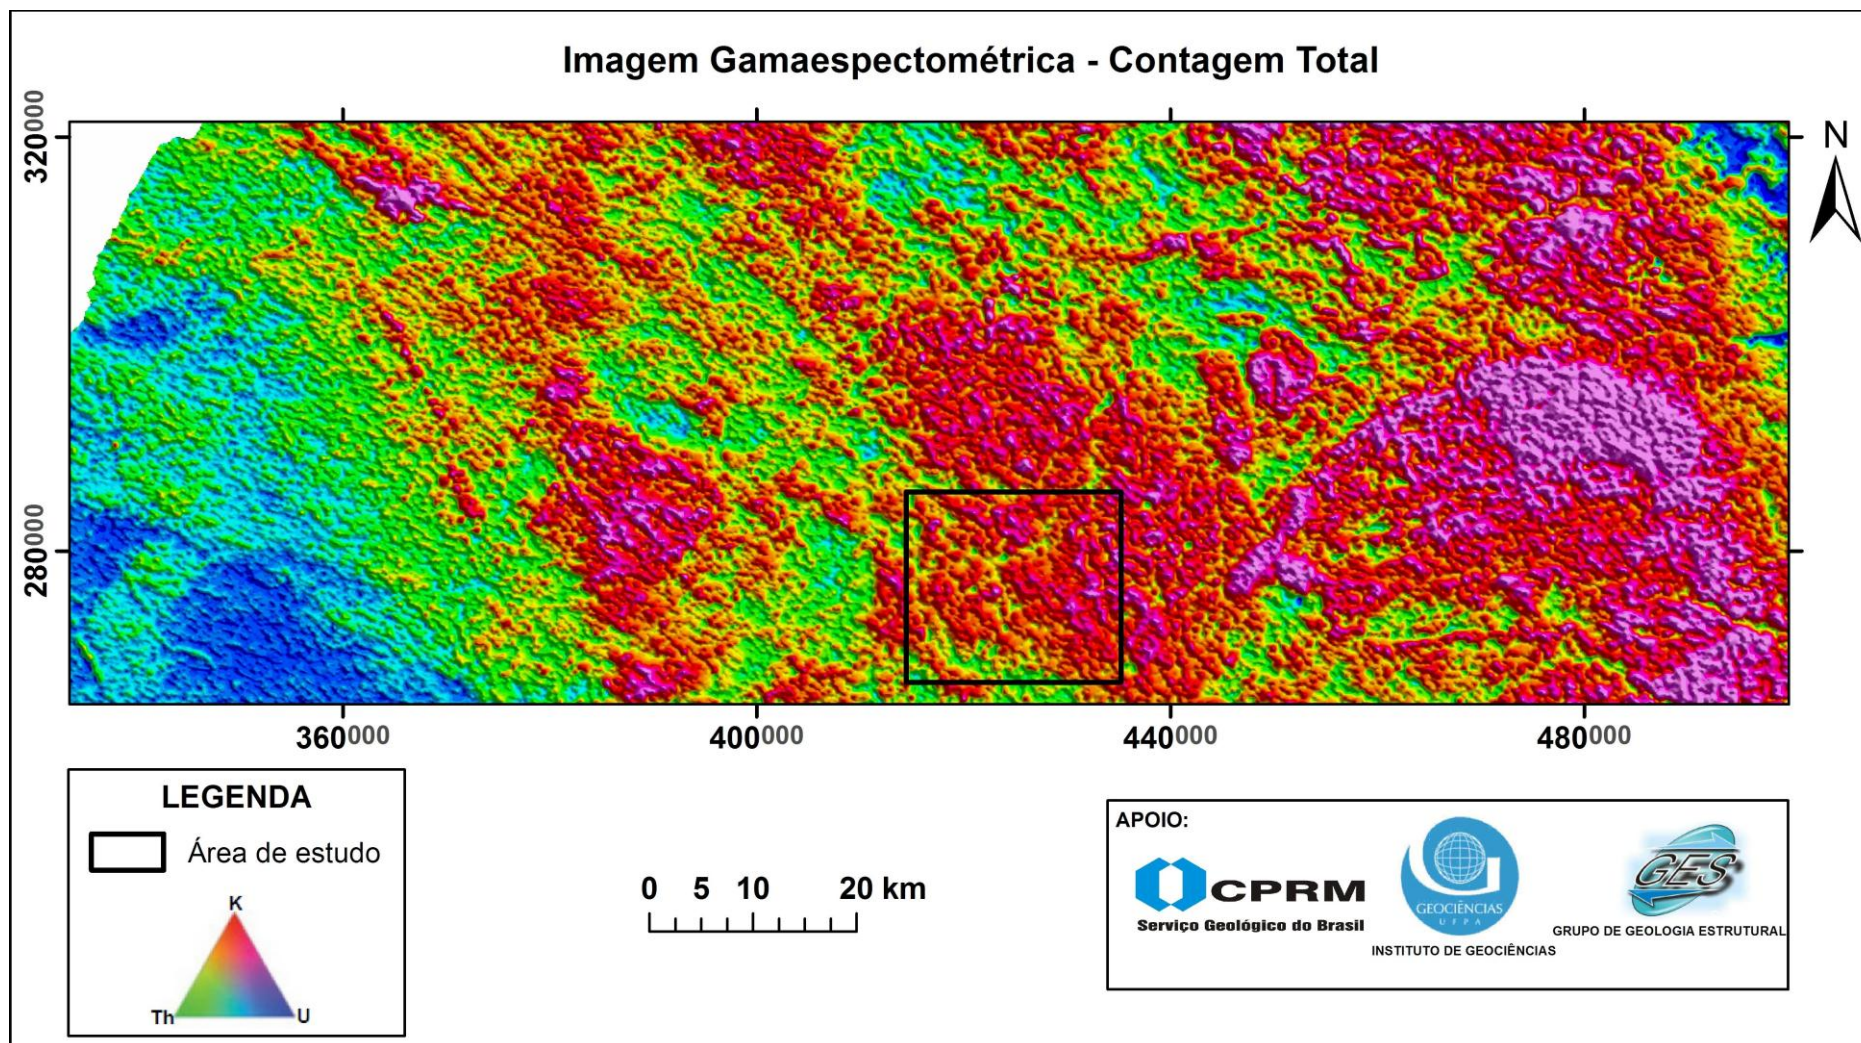 Imagem Gamaespectométrica - Contagem Total
320000
280000
N
360000
400000
440000
480000
LEGENDA
Área de estudo
K
Th
U
0 5 10 20 km
APOIO:
CPRM
Serviço Geológico do Brasil
GEOCIÊNCIAS
UFPA
INSTITUTO DE GEOCIÊNCIAS
GES
GRUPO DE GEOLOGIA ESTRUTURAL